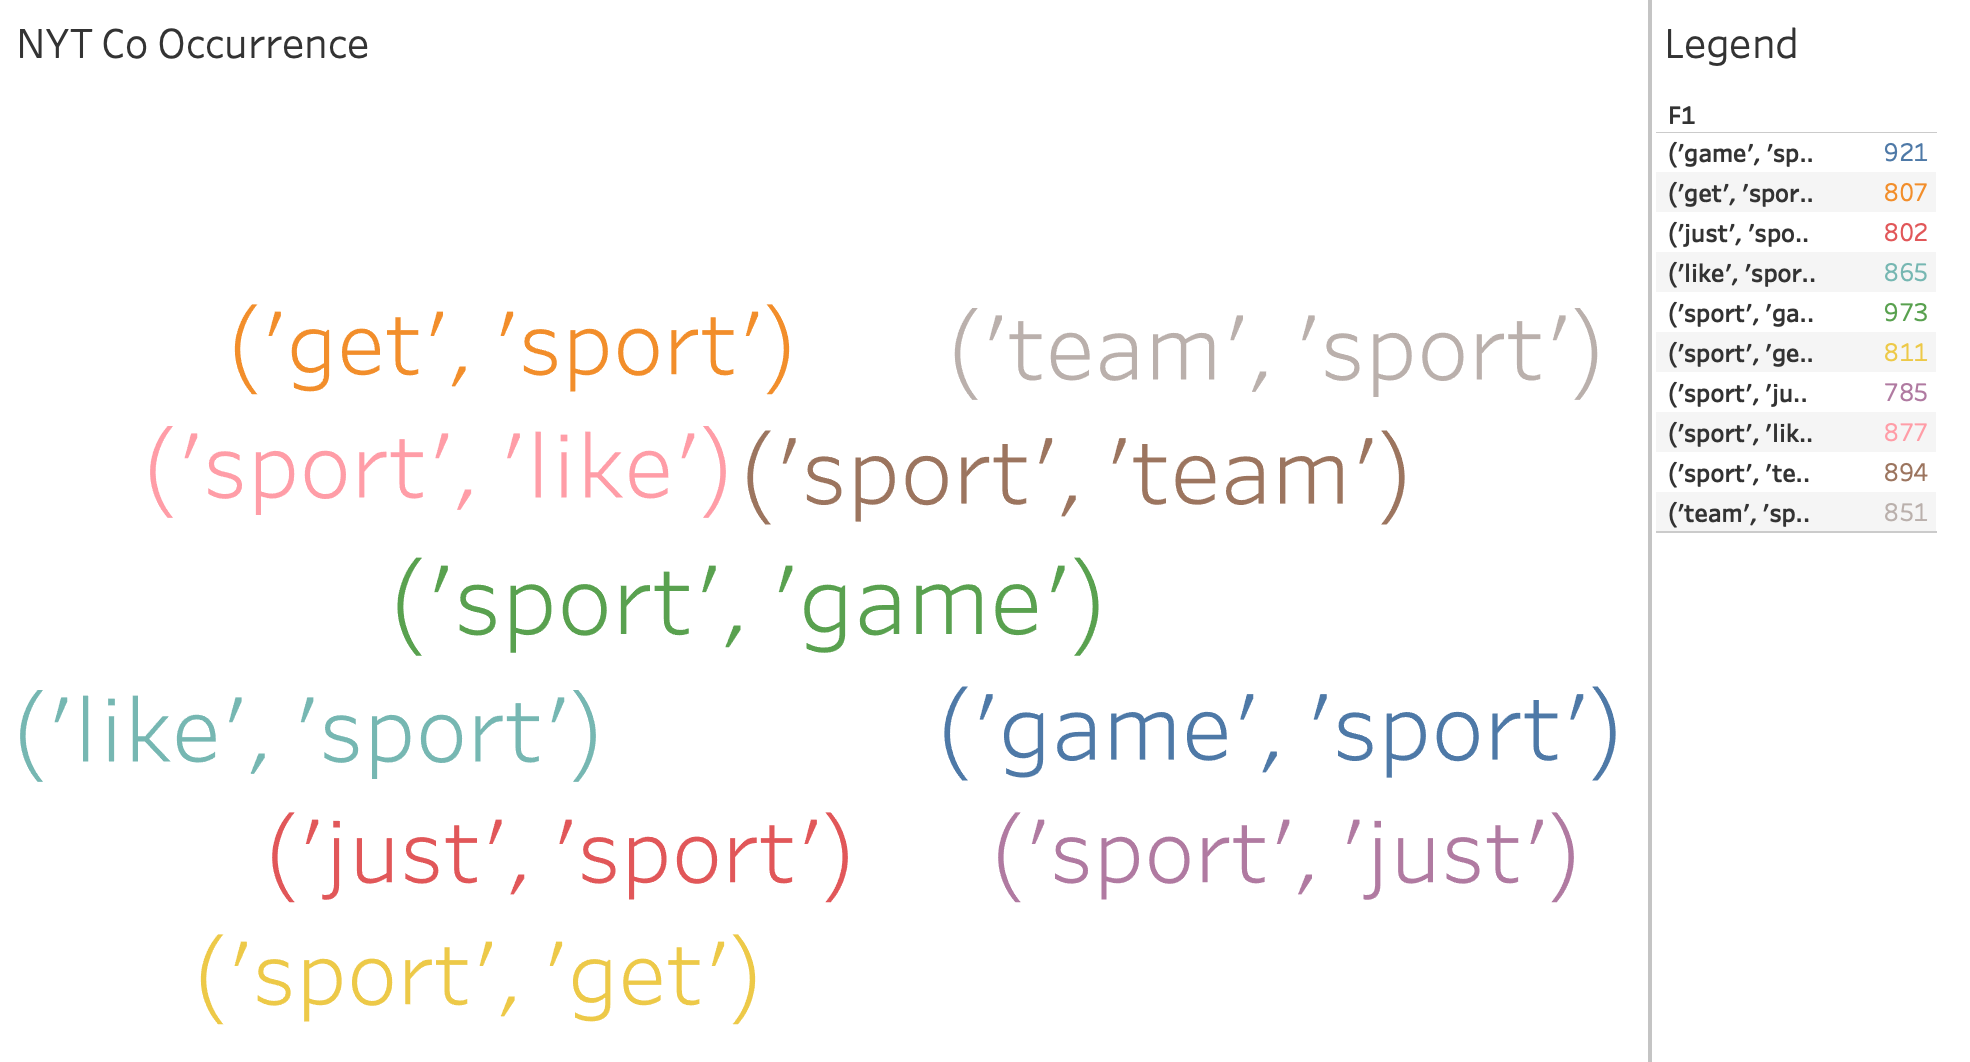 NYT Co Occurrence
('get', 'sport')
('team', 'sport')
('sport', 'like')
('sport', 'team')
('sport', 'game')
('like', 'sport')
('game', 'sport')
('just', 'sport')
('sport', 'just')
('sport', 'get')
Legend
F1
('game', 'sp.. 921
('get', 'spor.. 807
('just', 'spo.. 802
('like', 'spor.. 865
('sport', 'ga.. 973
('sport', 'ge.. 811
('sport', 'ju.. 785
('sport', 'lik.. 877
('sport', 'te.. 894
('team', 'sp.. 851